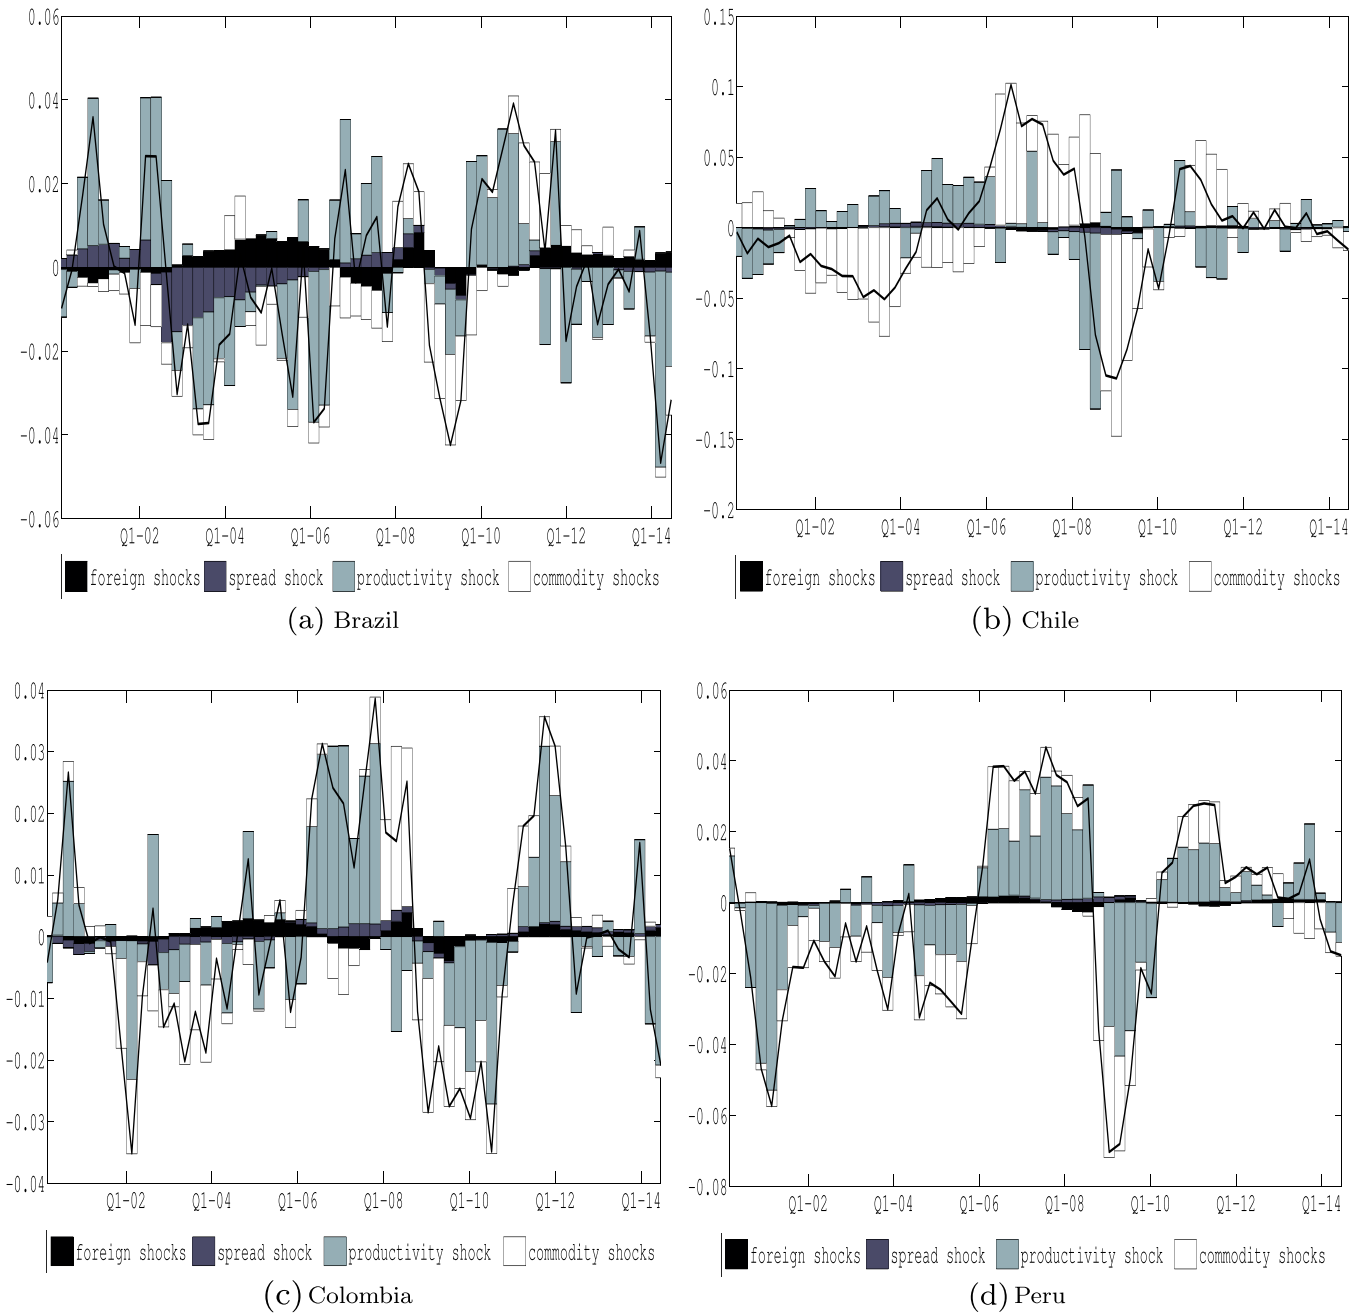 0.06
0.04
0.02
0
-0.02
-0.04
-0.06
Q1-02 Q1-04 Q1-06 Q1-08 Q1-10 Q1-12 Q1-14
foreign shocks spread shock productivity shock commodity shocks
(a) Brazil
0.15
0.1
0.05
0
-0.05
-0.1
-0.15
-0.2
Q1-02 Q1-04 Q1-06 Q1-08 Q1-10 Q1-12 Q1-14
foreign shocks spread shock productivity shock commodity shocks
(b) Chile
0.04
0.03
0.02
0.01
0
-0.01
-0.02
-0.03
-0.04
Q1-02 Q1-04 Q1-06 Q1-08 Q1-10 Q1-12 Q1-14
foreign shocks spread shock productivity shock commodity shocks
(c) Colombia
0.06
0.04
0.02
0
-0.02
-0.04
-0.06
-0.08
Q1-02 Q1-04 Q1-06 Q1-08 Q1-10 Q1-12 Q1-14
foreign shocks spread shock productivity shock commodity shocks
(d) Peru